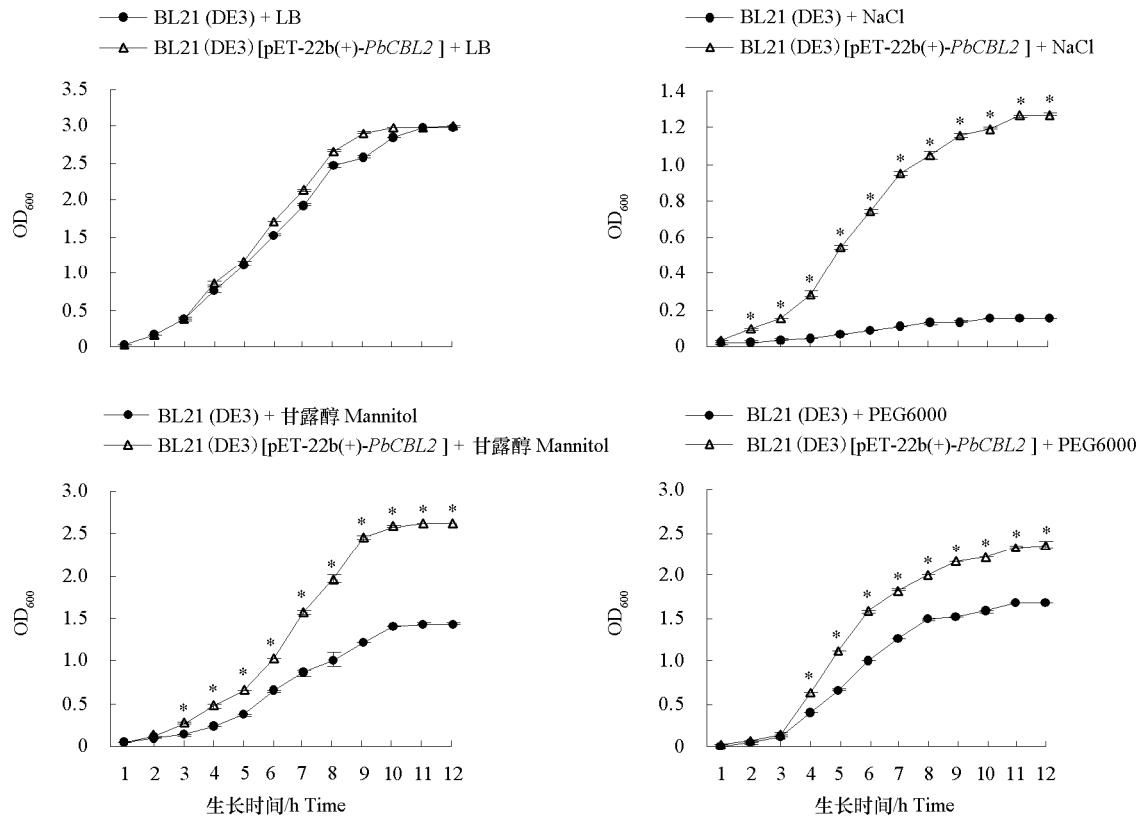 BL21 (DE3) + LB
BL21 (DE3) [pET-22b(+)-PbCBL2 ] + LB
3.5
3.0
2.5
2.0
1.5
1.0
0.5
0
OD600
BL21 (DE3) + NaCl
BL21 (DE3) [pET-22b(+)-PbCBL2 ] + NaCl
1.4
1.2
1.0
0.8
0.6
0.4
0.2
0
OD600
* * * * * * * * * * *
BL21 (DE3) + 甘露醇 Mannitol
BL21 (DE3) [pET-22b(+)-PbCBL2 ] + 甘露醇 Mannitol
3.0
2.5
2.0
1.5
1.0
0.5
0
OD600
* * * * * * * * * *
1 2 3 4 5 6 7 8 9 10 11 12
生长时间/h Time
BL21 (DE3) + PEG6000
BL21 (DE3) [pET-22b(+)-PbCBL2 ] + PEG6000
3.0
2.5
2.0
1.5
1.0
0.5
0
OD600
* * * * * * * * *
1 2 3 4 5 6 7 8 9 10 11 12
生长时间/h Time